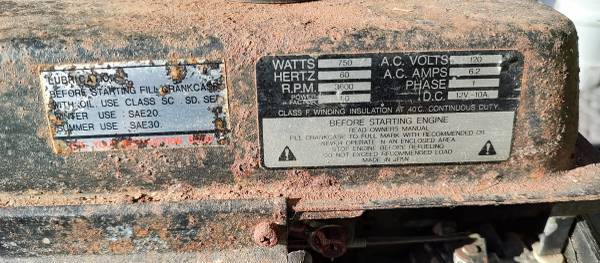 LUBRICATION
BEFORE STARTING FILL CRANKCASE
WITH OIL. USE CLASS SC. SD. SE
WINTER USE : SAE20.
SUMMER USE : SAE30.
WATTS 750 A.C. VOLTS 120
HERTZ 60 A.C. AMPS 6.2
R.P.M. 3600 PHASE 1
POWER FACTOR 1.0 D.C. 12V-10A
CLASS F WINDING INSULATION AT 40C. CONTINUOUS DUTY.
BEFORE STARTING ENGINE
READ OWNERS MANUAL
FILL CRANKCASE TO FULL MARK WITH RECOMMENDED OIL
NEVER OPERATE IN AN ENCLOSED AREA
STOP ENGINE BEFORE REFUELING
DO NOT EXCEED RECOMMENDED LOAD
MADE IN JAPAN